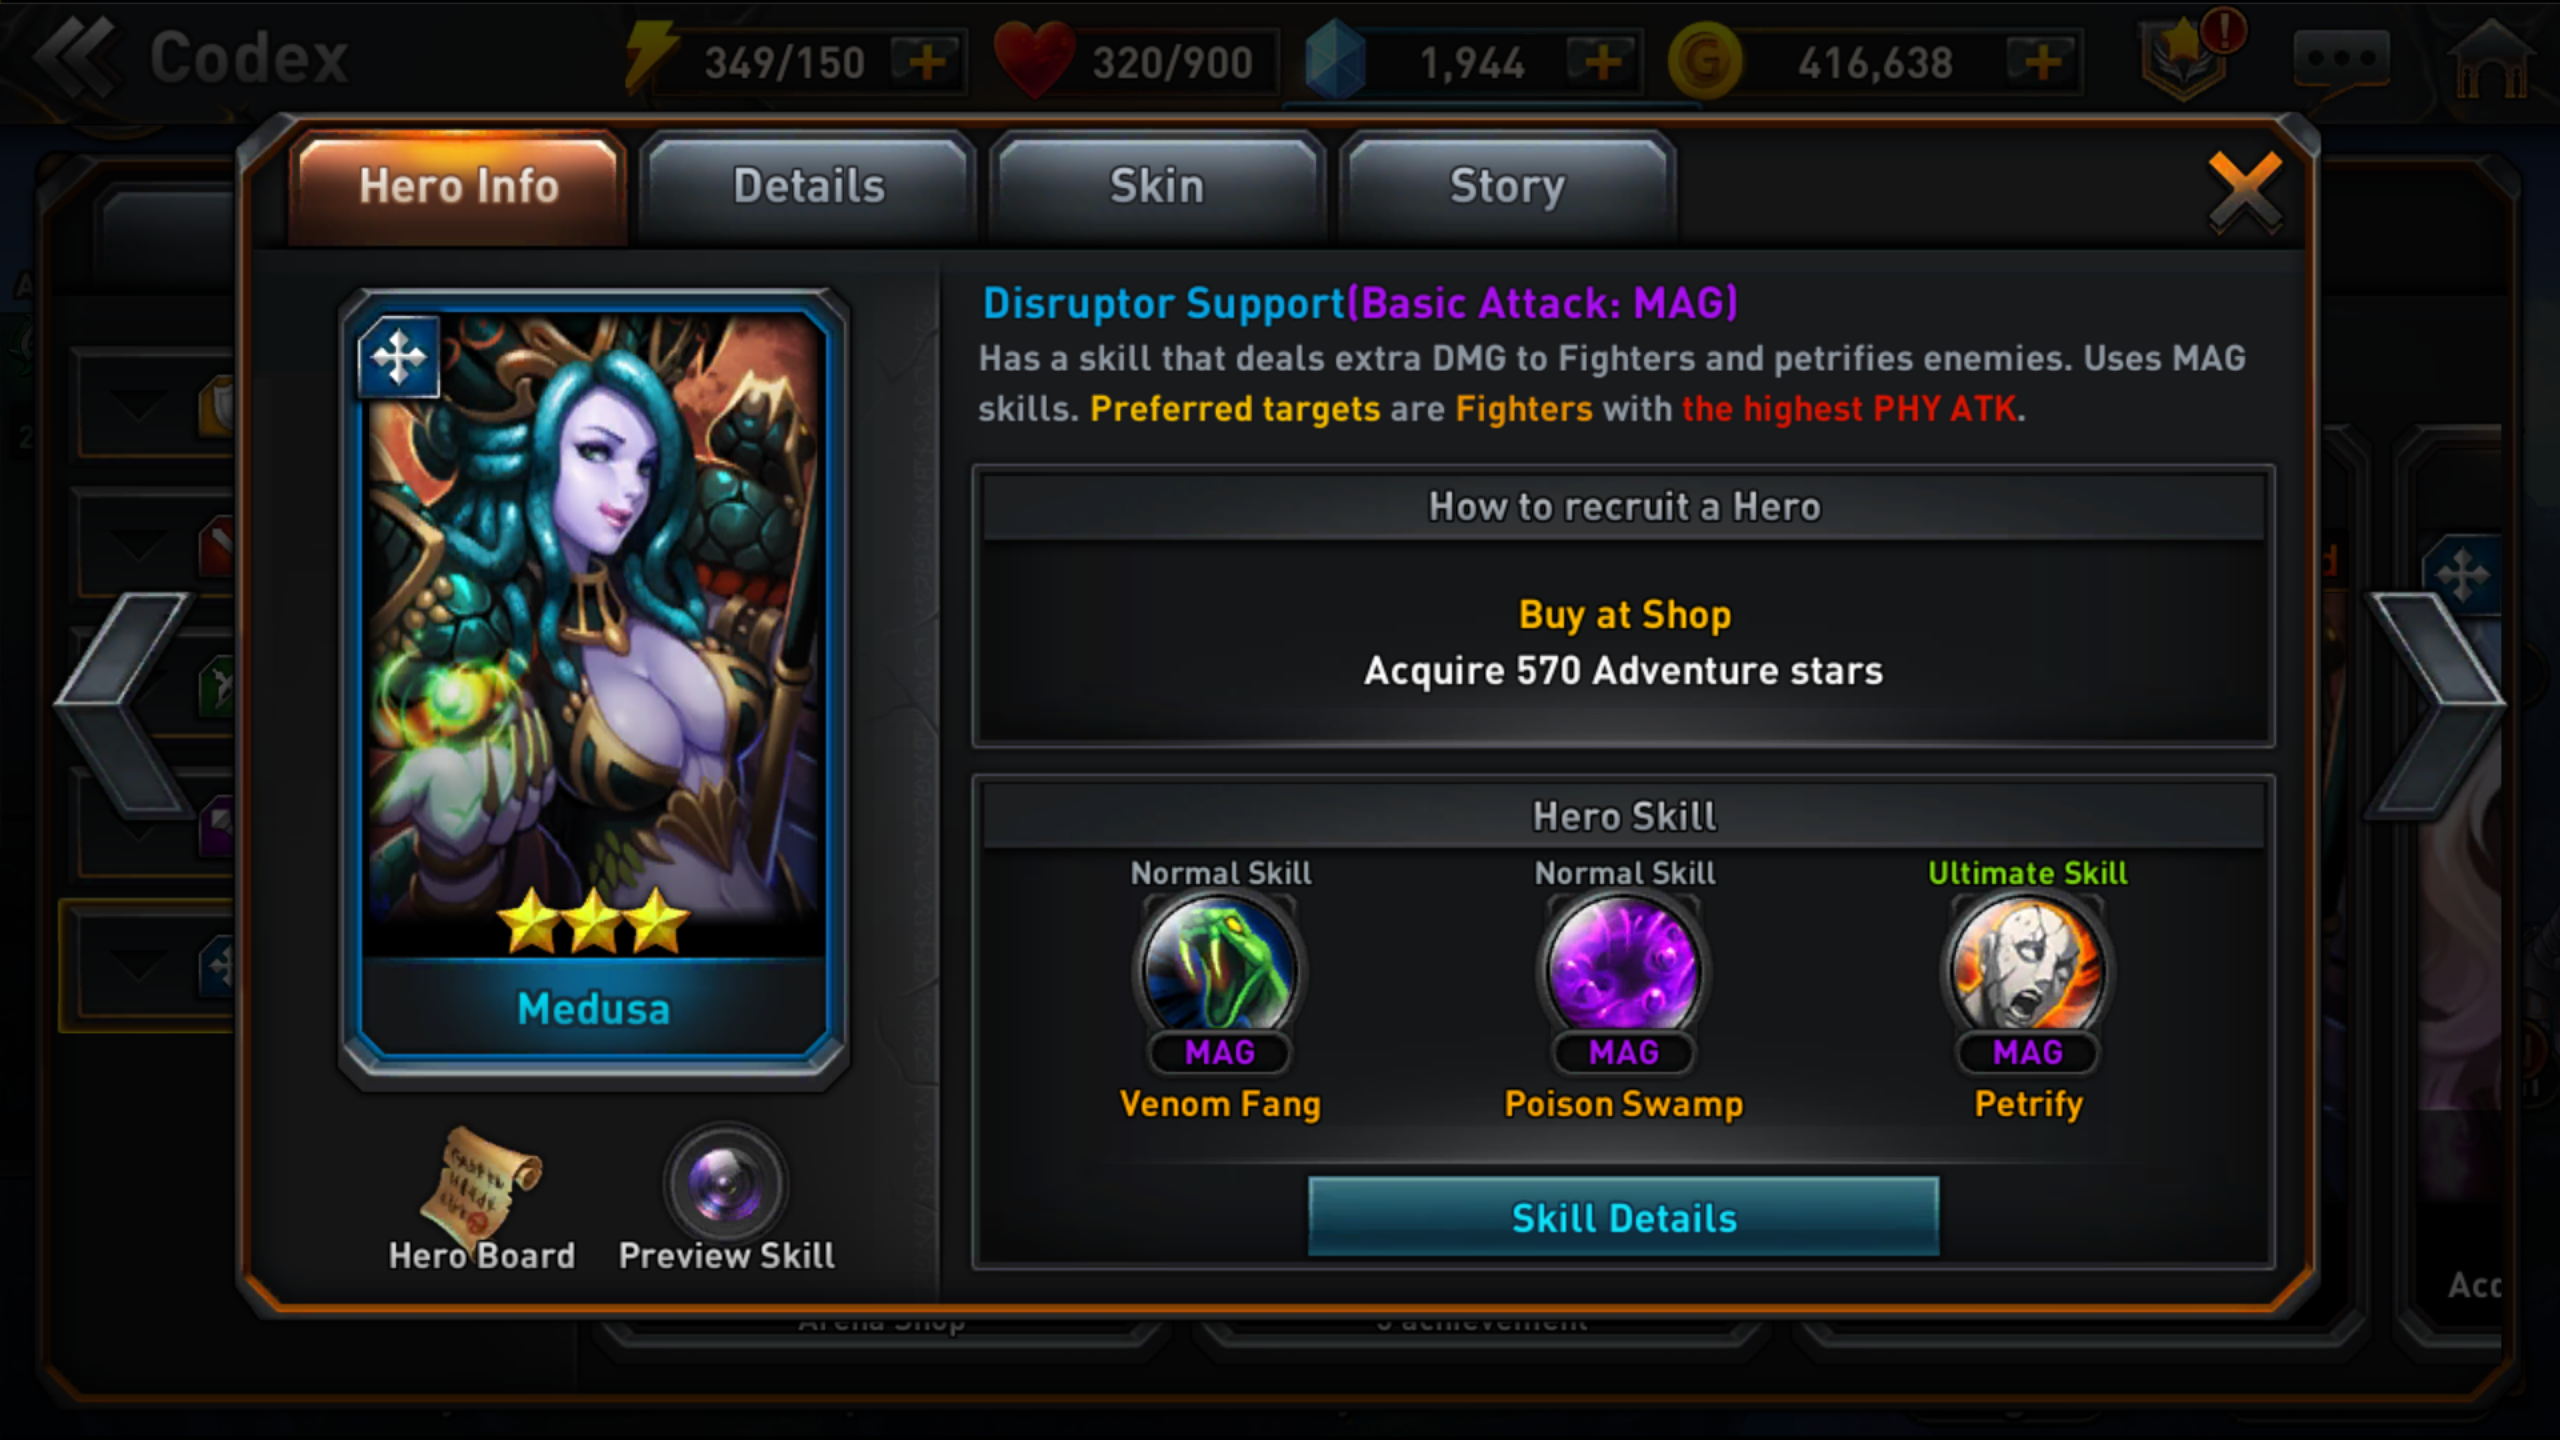 Codex
349/150
320/900
1,944
416,638
Hero Info
Details
Skin
Story
Disruptor Support(Basic Attack: MAG)
Has a skill that deals extra DMG to Fighters and petrifies enemies. Uses MAG
skills. Preferred targets are Fighters with the highest PHY ATK.
How to recruit a Hero
Buy at Shop
Acquire 570 Adventure stars
Hero Skill
Normal Skill
Normal Skill
Ultimate Skill
MAG
MAG
MAG
Venom Fang
Poison Swamp
Petrify
Skill Details
Medusa
Hero Board
Preview Skill
Arena Shop
achievement